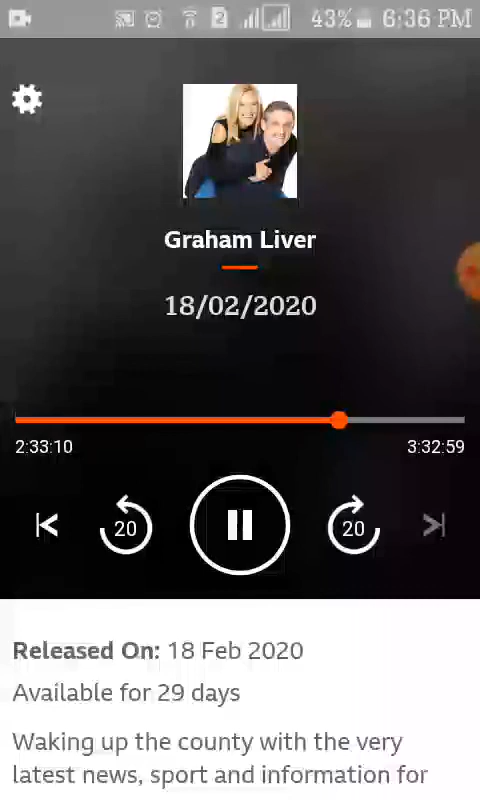 2 43% 6:36 PM
Graham Liver
18/02/2020
2:33:10 3:32:59
20 20
Released On: 18 Feb 2020
Available for 29 days
Waking up the county with the very
latest news, sport and information for